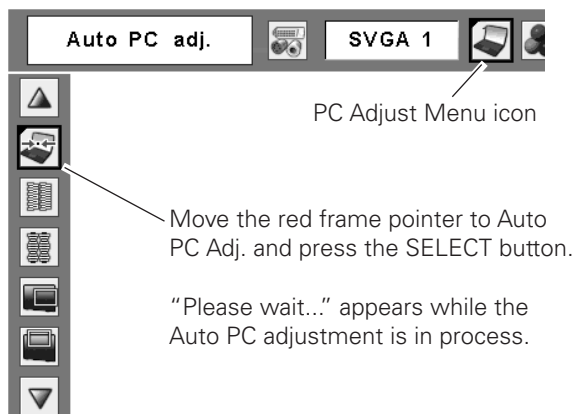 Auto PC adj.
SVGA 1
PC Adjust Menu icon
Move the red frame pointer to Auto
PC Adj. and press the SELECT button.
“Please wait...” appears while the
Auto PC adjustment is in process.